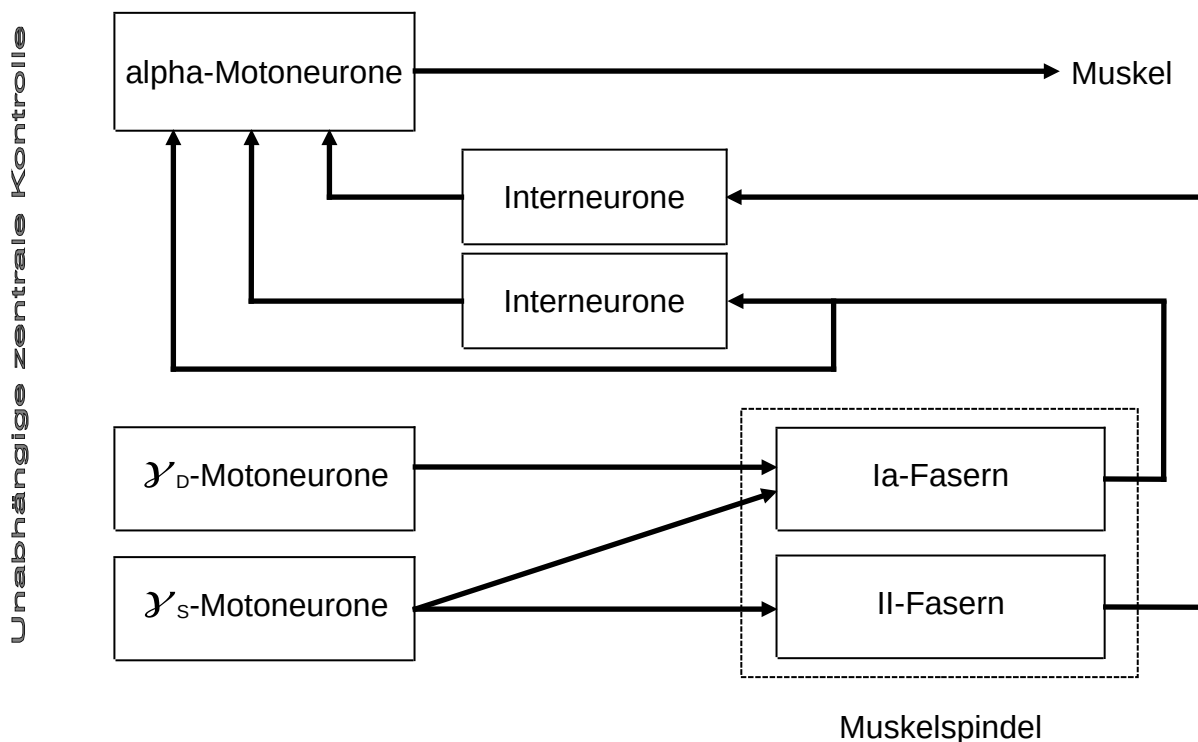 Unabhängige zentrale Kontrolle
alpha-Motoneurone
Muskel
Interneurone
Interneurone
γD-Motoneurone
Ia-Fasern
γS-Motoneurone
II-Fasern
Muskelspindel